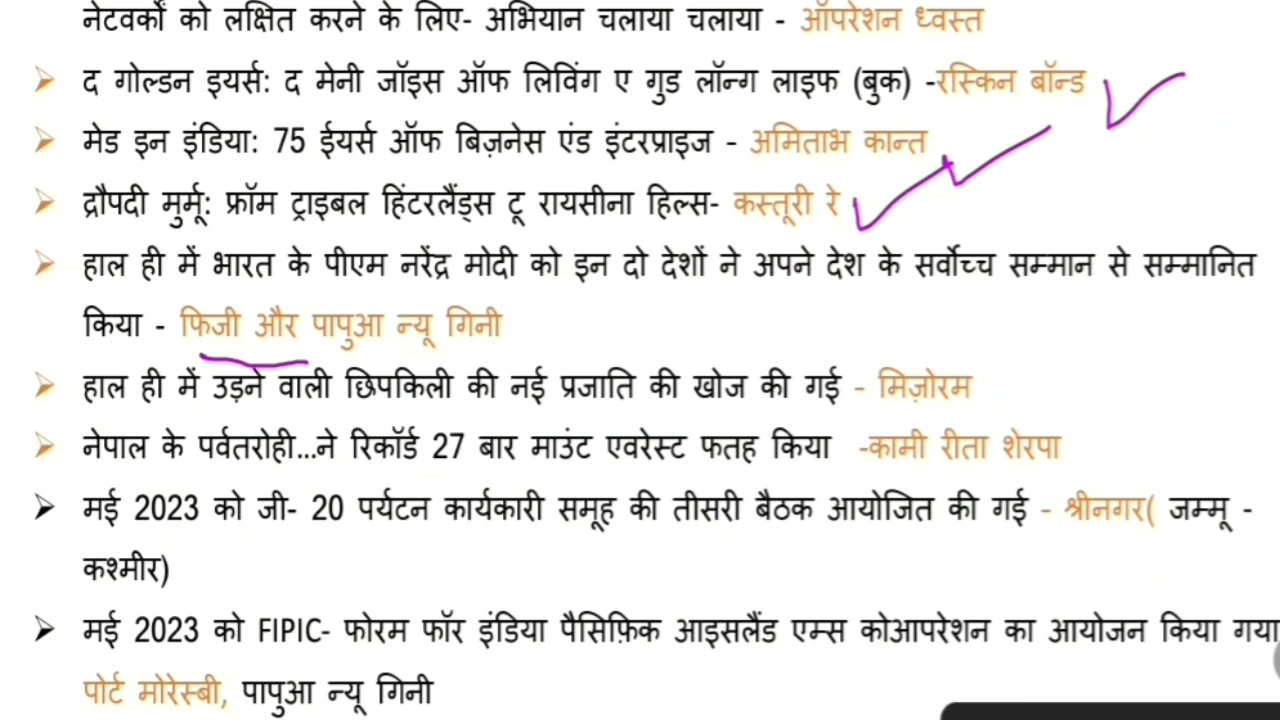 नेटवर्कों को लक्षित करने के लिए- अभियान चलाया चलाया - ऑपरेशन ध्वस्त
द गोल्डन इयर्स: द मेनी जॉइस ऑफ लिविंग ए गुड लॉन्ग लाइफ (बुक) -रस्किन बॉन्ड
मेड इन इंडिया: 75 ईयर्स ऑफ बिज़नेस एंड इंटरप्राइज - अमिताभ कान्त
द्रौपदी मुर्मू: फ्रॉम ट्राइबल हिंटरलैंड्स टू रायसीना हिल्स- कस्तूरी रे
हाल ही में भारत के पीएम नरेंद्र मोदी को इन दो देशों ने अपने देश के सर्वोच्च सम्मान से सम्मानित
किया - फिजी और पापुआ न्यू गिनी
हाल ही में उड़ने वाली छिपकिली की नई प्रजाति की खोज की गई - मिज़ोरम
नेपाल के पर्वतरोही...ने रिकॉर्ड 27 बार माउंट एवरेस्ट फतह किया -कामी रीता शेरपा
मई 2023 को जी- 20 पर्यटन कार्यकारी समूह की तीसरी बैठक आयोजित की गई - श्रीनगर( जम्मू -
कश्मीर)
मई 2023 को FIPIC- फोरम फॉर इंडिया पैसिफ़िक आइसलैंड एम्स कोआपरेशन का आयोजन किया गया
पोर्ट मोरेस्बी, पापुआ न्यू गिनी